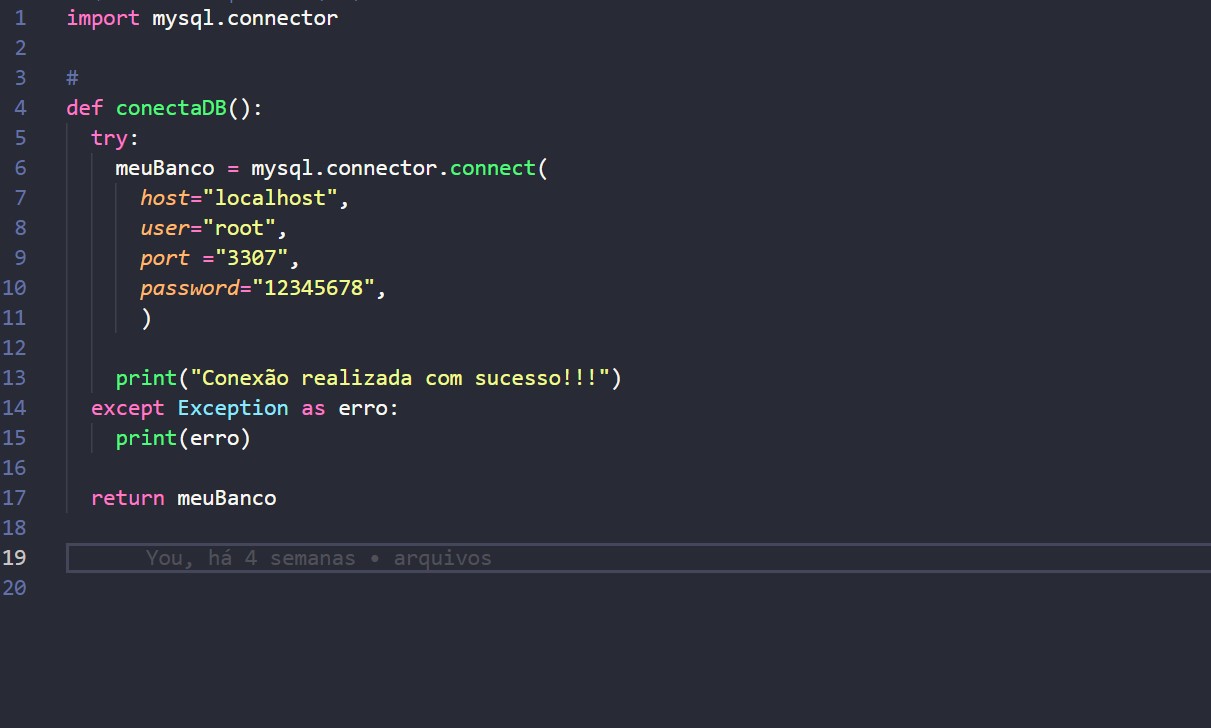 1 import mysql.connector
2
3 #
4 def conectaDB():
5 try:
6 meuBanco = mysql.connector.connect(
7 host="localhost",
8 user="root",
9 port ="3307",
10 password="12345678",
11 )
12
13 print("Conexão realizada com sucesso!!!")
14 except Exception as erro:
15 print(erro)
16
17 return meuBanco
18
19 You, há 4 semanas • arquivos
20